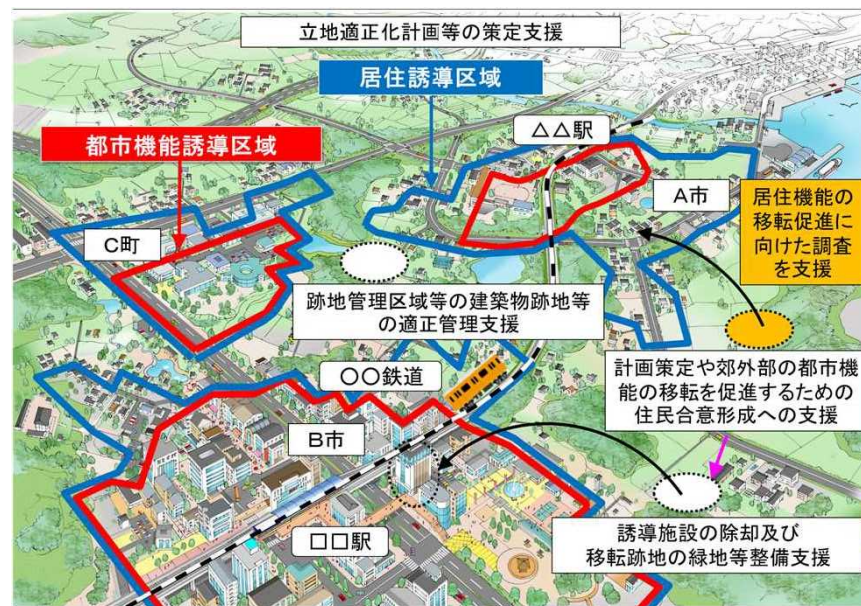 立地適正化計画等の策定支援
居住誘導区域
△△駅
都市機能誘導区域
A市
居住機能の
移転促進に
向けた調査
を支援
C町
跡地管理区域等の建築物跡地等
の適正管理支援
〇〇鉄道
計画策定や郊外部の都市機
能の移転を促進するための
住民合意形成への支援
B市
□□駅
誘導施設の除却及び
移転跡地の緑地等整備支援